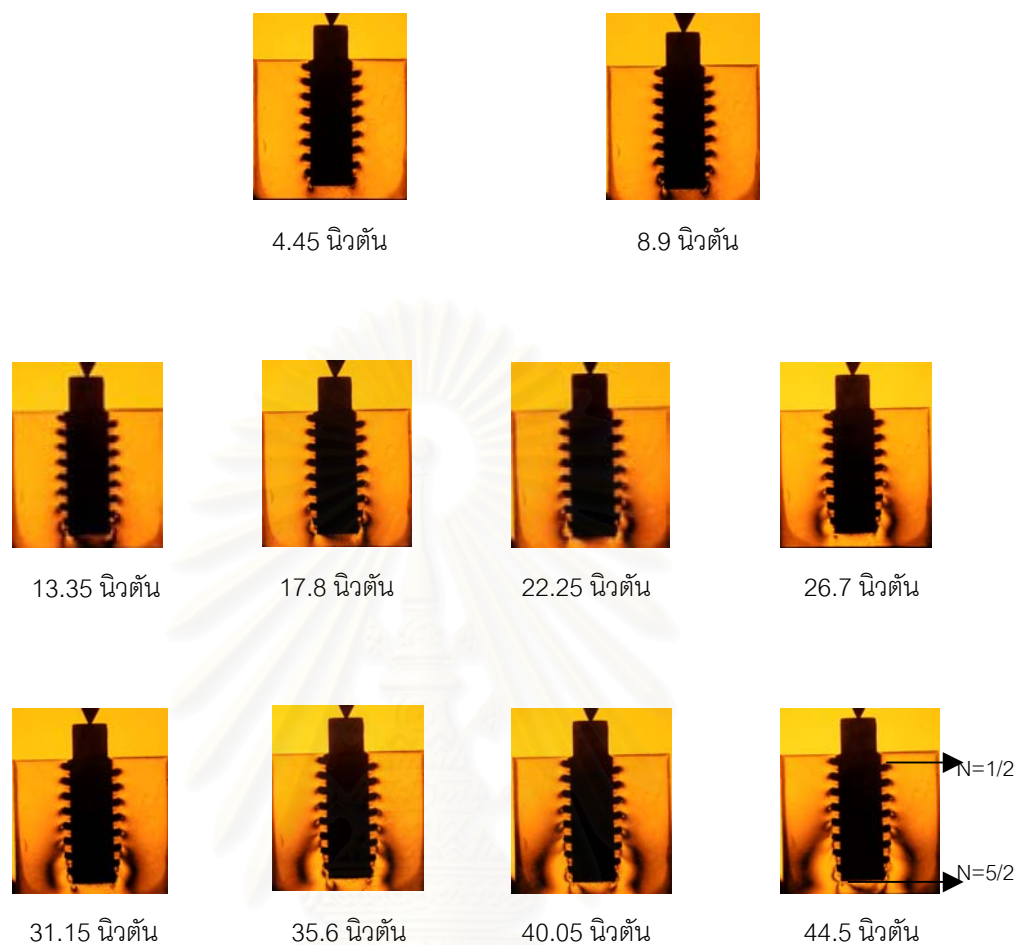 4.45 นิวตัน
8.9 นิวตัน
13.35 นิวตัน
17.8 นิวตัน
22.25 นิวตัน
26.7 นิวตัน
N=1/2
N=5/2
31.15 นิวตัน
35.6 นิวตัน
40.05 นิวตัน
44.5 นิวตัน